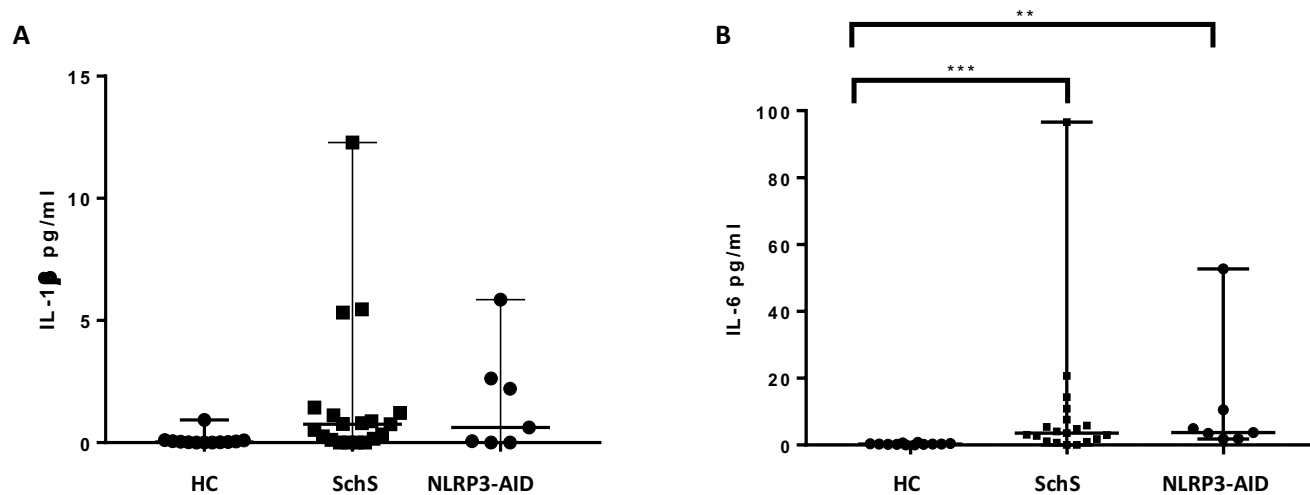 A
15
10
5
0
IL-1β pg/ml
HC SchS NLRP3-AID
B
**
***
100
80
60
40
20
0
IL-6 pg/ml
HC SchS NLRP3-AID